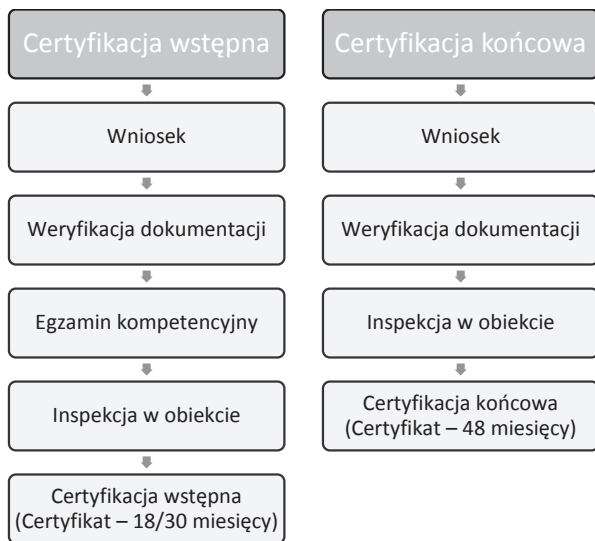 Certyfikacja wstępna
Wniosek
Weryfikacja dokumentacji
Egzamin kompetencyjny
Inspekcja w obiekcie
Certyfikacja wstępna
(Certyfikat – 18/30 miesięcy)
Certyfikacja końcowa
Wniosek
Weryfikacja dokumentacji
Inspekcja w obiekcie
Certyfikacja końcowa
(Certyfikat – 48 miesięcy)